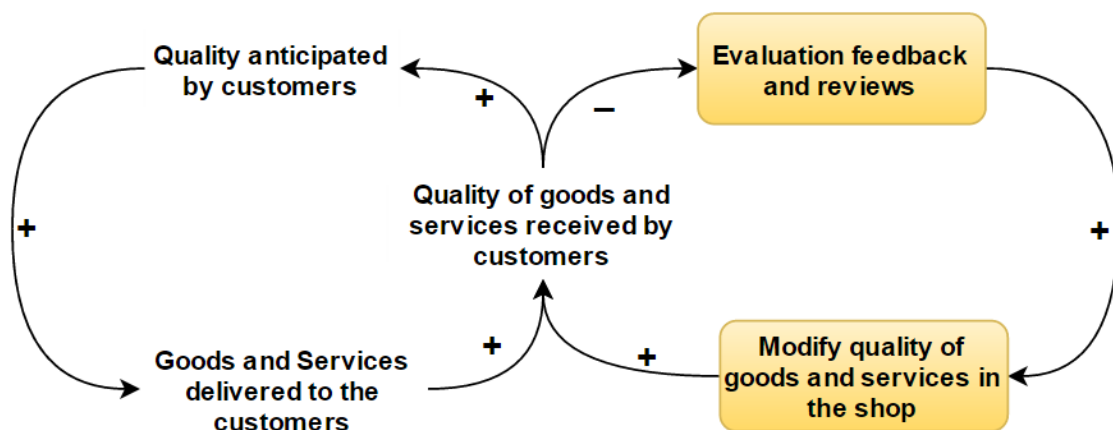 Quality anticipated
by customers
+
–
Evaluation feedback
and reviews
+
Quality of goods and
services received by
customers
+
Goods and Services
delivered to the
customers
+
+
Modify quality of
goods and services in
the shop